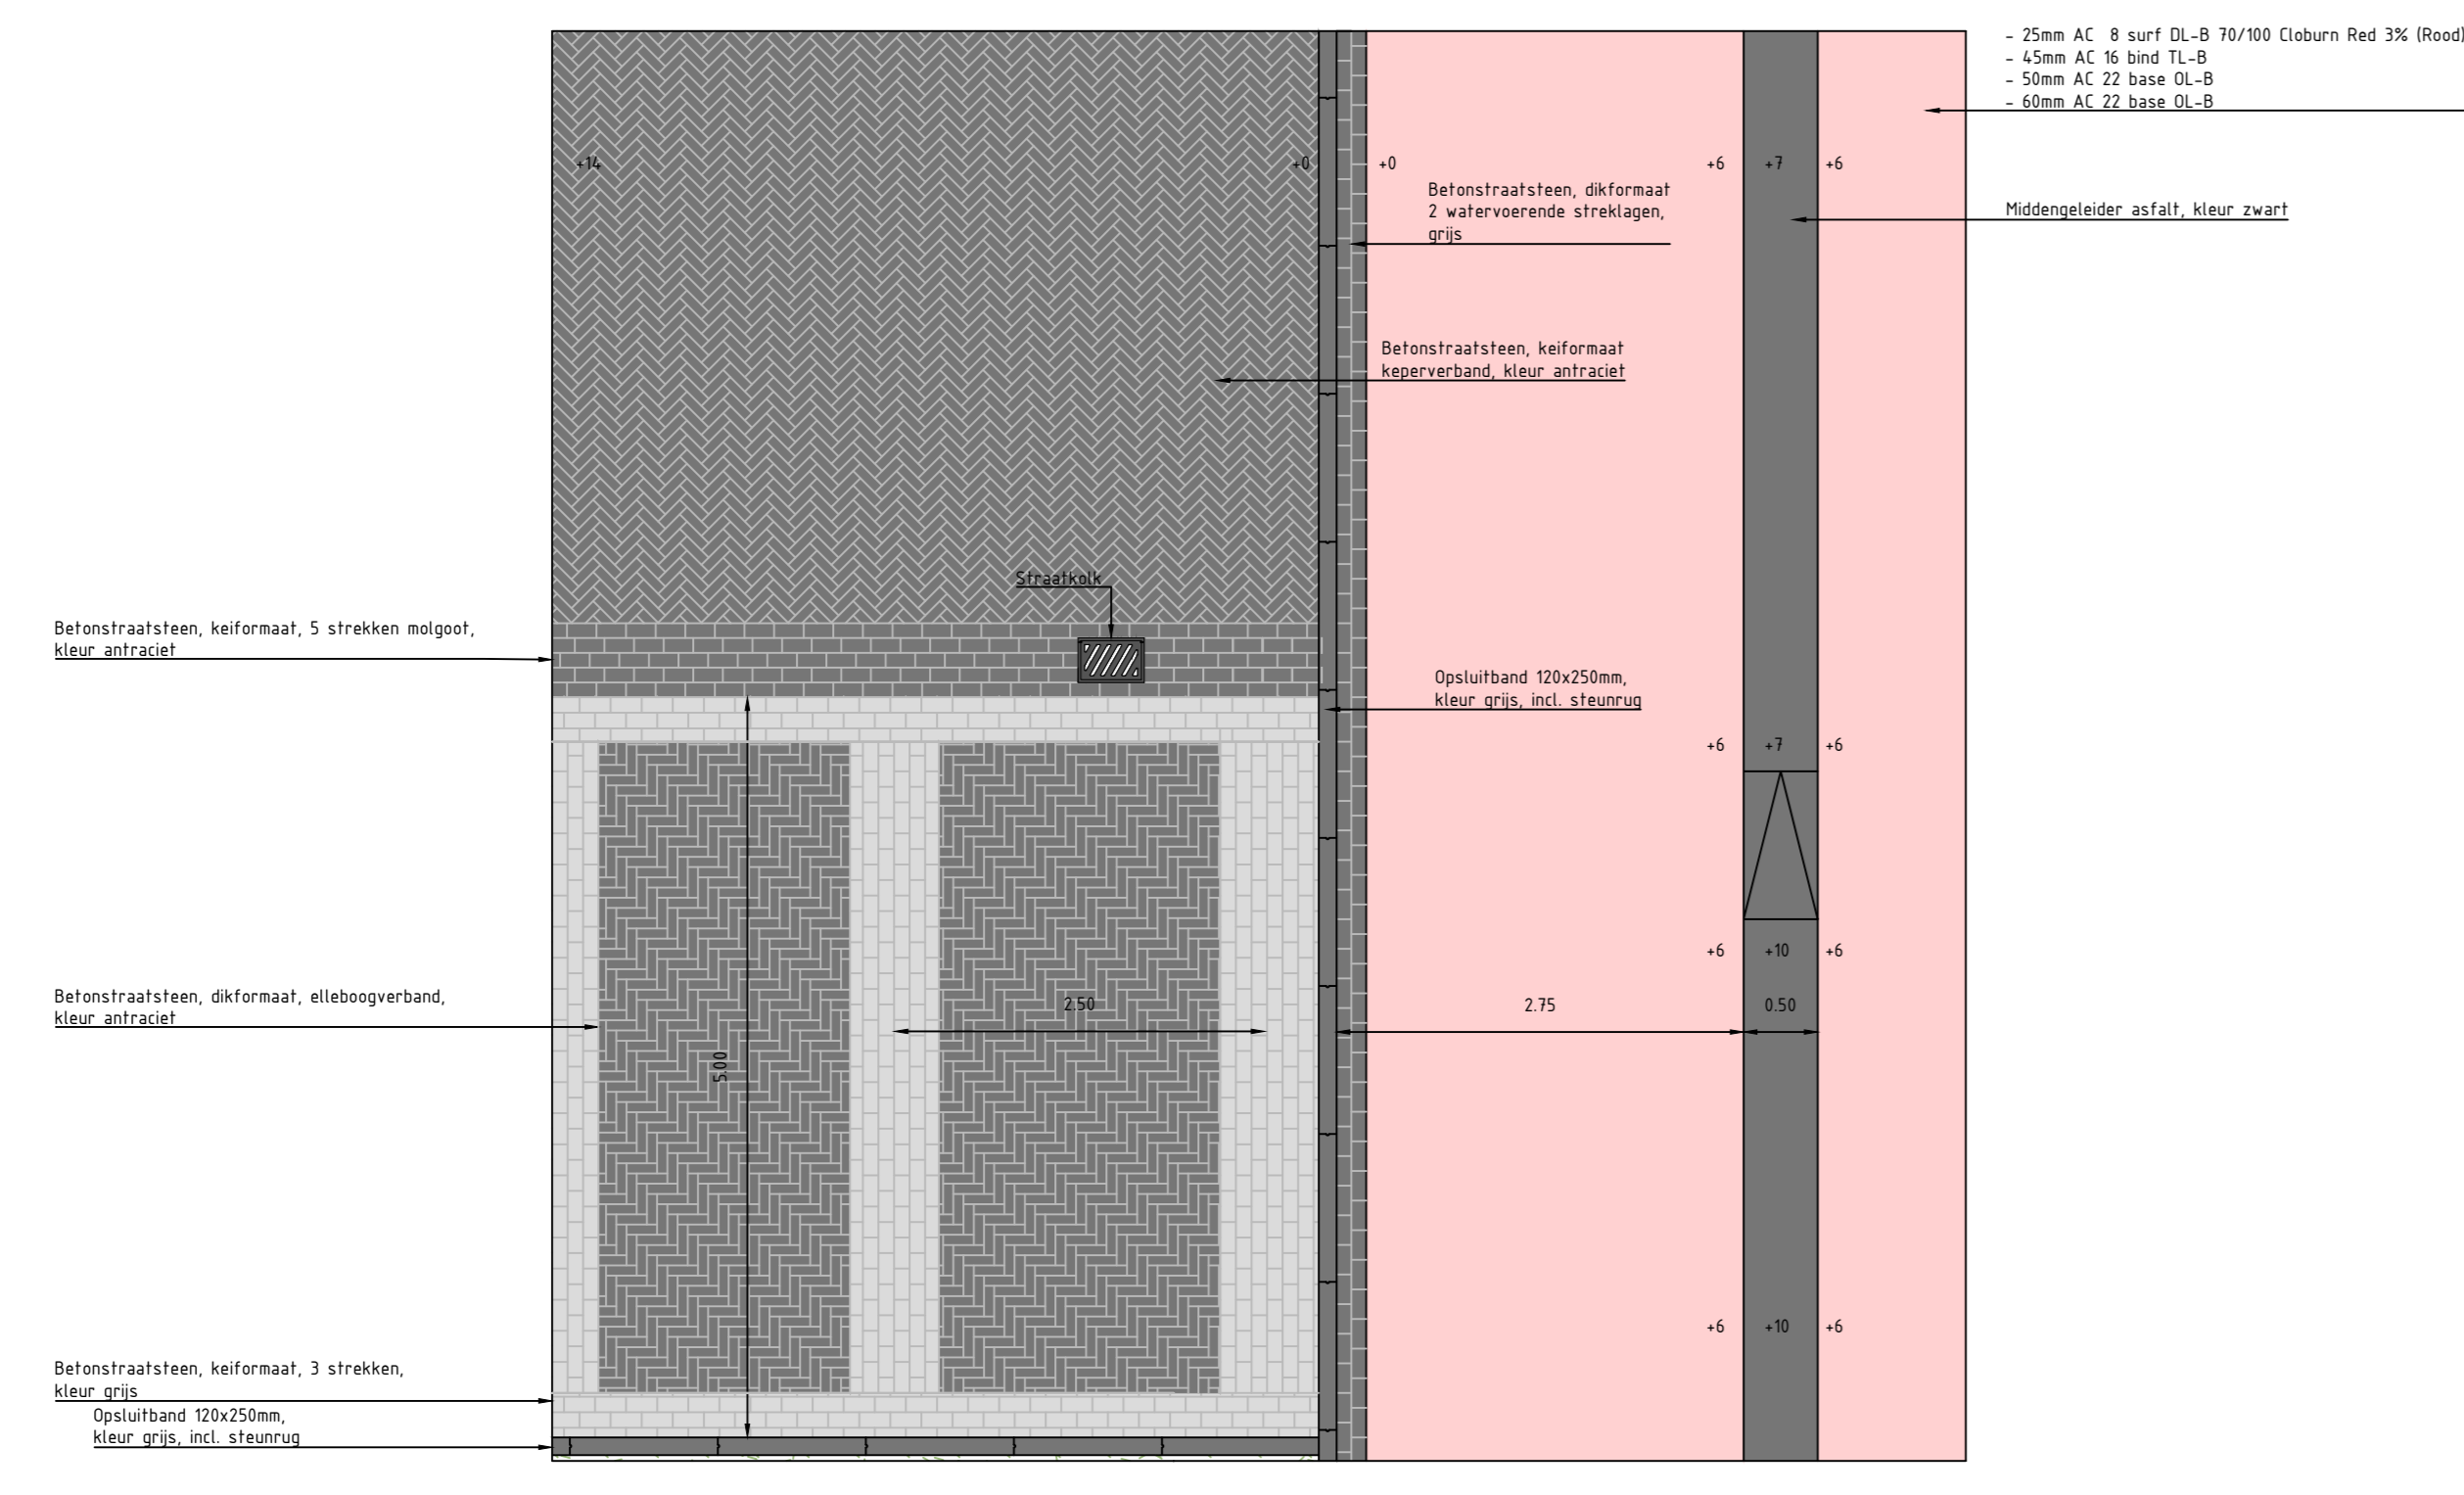 - 25mm AC  8 surf DL-B 70/100 Cloburn Red 3% (Rood)
- 45mm AC 16 bind TL-B
- 50mm AC 22 base OL-B
- 60mm AC 22 base OL-B
+14
+0
+0
+6
+7
+6
Betonstraatsteen, dikformaat
2 watervoerende streklagen,
grijs
Middengeleider asfalt, kleur zwart
Betonstraatsteen, keiformaat
keperverband, kleur antraciet
Straatkolk
Betonstraatsteen, keiformaat, 5 strekken molgoot,
kleur antraciet
Opsluitband 120x250mm,
kleur grijs, incl. steunrug
+6
+7
+6
+6
+10
+6
Betonstraatsteen, dikformaat, elleboogverband,
kleur antraciet
2.50
2.75
0.50
5.00
+6
+10
+6
Betonstraatsteen, keiformaat, 3 strekken,
kleur grijs
Opsluitband 120x250mm,
kleur grijs, incl. steunrug